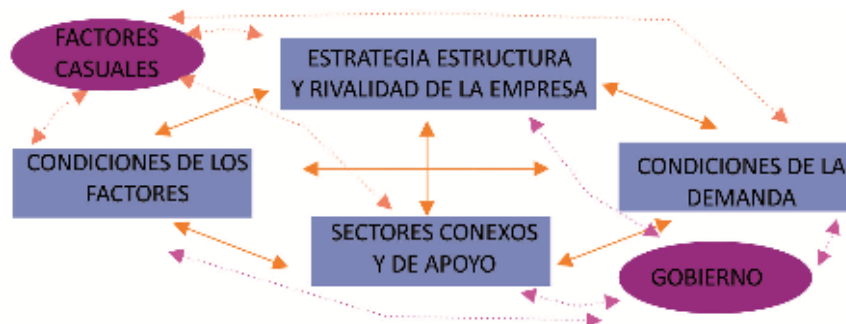 FACTORES
CASUALES
ESTRATEGIA ESTRUCTURA
Y RIVALIDAD DE LA EMPRESA
CONDICIONES DE LOS
FACTORES
CONDICIONES DE LA
DEMANDA
SECTORES CONEXOS
Y DE APOYO
GOBIERNO